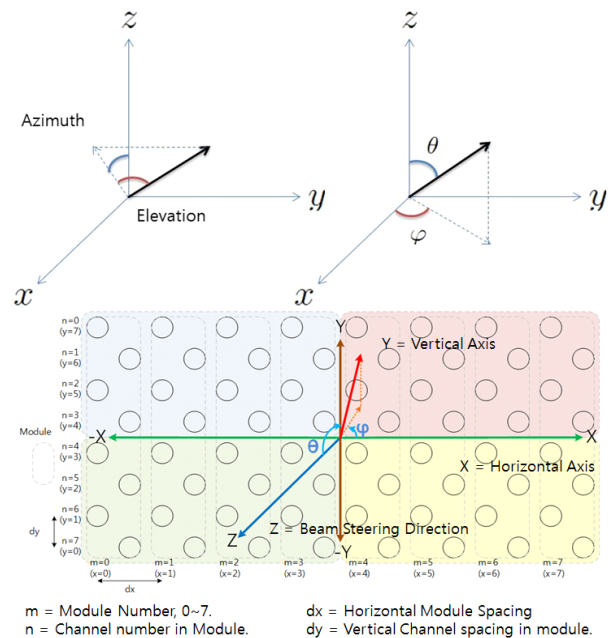 z
z
Azimuth
θ
y
y
Elevation
φ
x
x
n=0
(y=7)
Y
Y = Vertical Axis
n=1
(y=6)
n=2
(y=5)
n=3
(y=4)
Module
-X
θ
φ
X
n=4
(y=3)
X = Horizontal Axis
n=5
(y=2)
n=6
(y=1)
dy
Z
Z = Beam Steering Direction
n=7
(y=0)
-Y
m=0 m=1 m=2 m=3 m=4 m=5 m=6 m=7
(x=0) (x=1) (x=2) (x=3) (x=4) (x=5) (x=6) (x=7)
dx
m = Module Number, 0~7.
dx = Horizontal Module Spacing
n = Channel number in Module.
dy = Vertical Channel spacing in module.